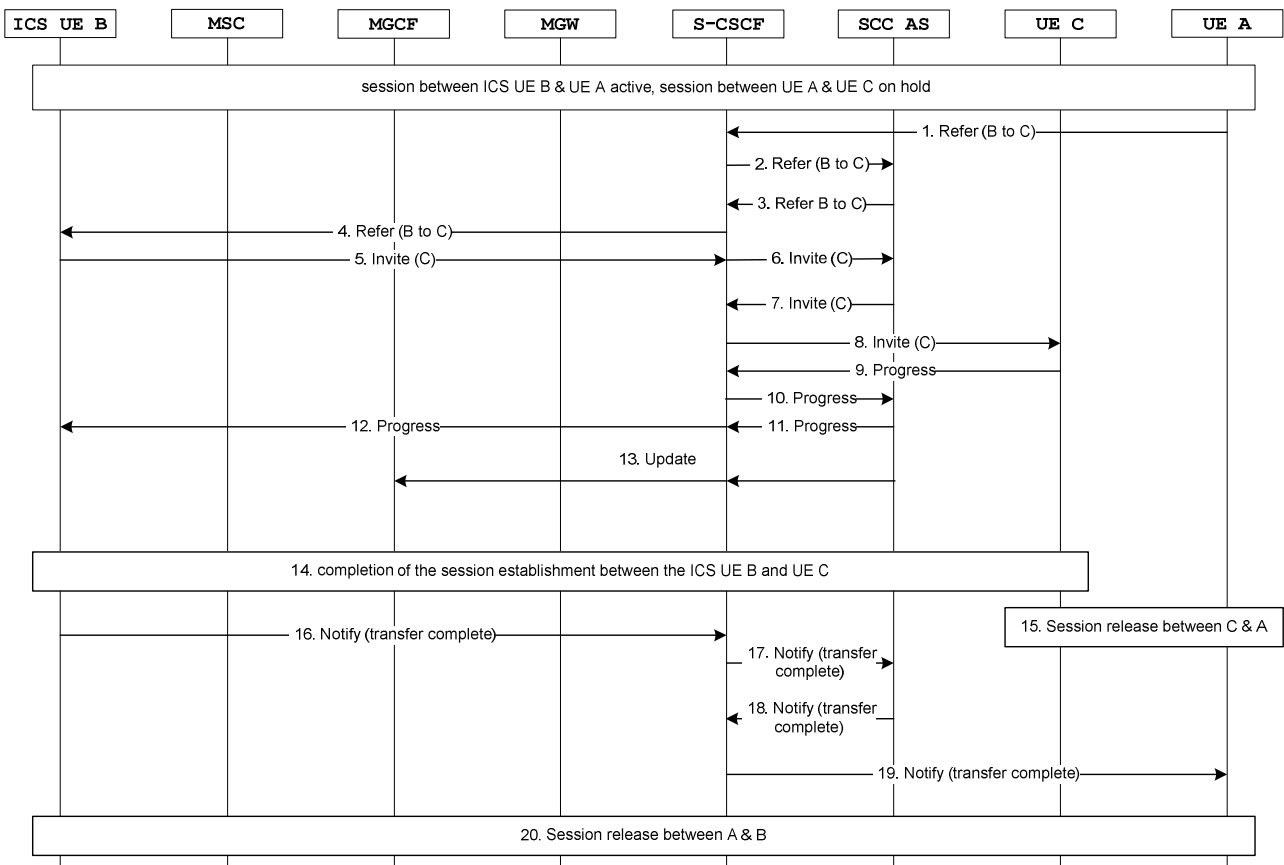 ICS UE B
MSC
MGCF
MGW
S-CSCF
SCC AS
UE C
UE A
session between ICS UE B & UE A active, session between UE A & UE C on hold
1. Refer (B to C)
2. Refer (B to C)
3. Refer B to C)
4. Refer (B to C)
5. Invite (C)
6. Invite (C)
7. Invite (C)
8. Invite (C)
9. Progress
10. Progress
12. Progress
11. Progress
13. Update
14. completion of the session establishment between the ICS UE B and UE C
15. Session release between C & A
16. Notify (transfer complete)
17. Notify (transfer
complete)
18. Notify (transfer
complete)
19. Notify (transfer complete)
20. Session release between A & B